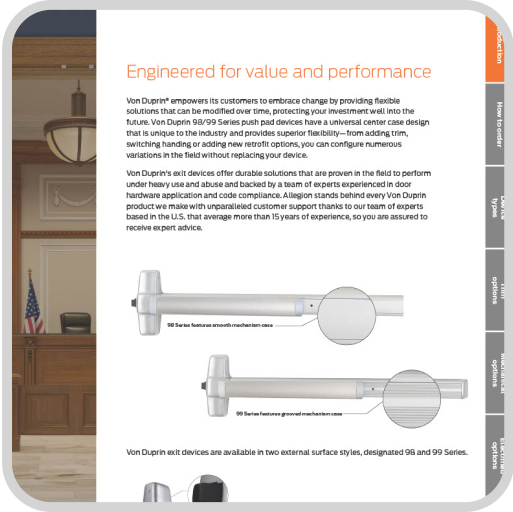 Engineered for value and performance
Von Duprin® empowers its customers to embrace change by providing flexible
solutions that can be modified over time, protecting your investment well into the
future. Von Duprin 98/99 Series push pad devices have a universal center case design
that is unique to the industry and provides superior flexibility—from adding trim,
switching handing or adding new retrofit options, you can configure numerous
variations in the field without replacing your device.
Von Duprin's exit devices offer durable solutions that are proven in the field to perform
under heavy use and abuse and backed by a team of experts experienced in door
hardware application and code compliance. Allegion stands behind every Von Duprin
product we make with unparalleled customer support thanks to our team of experts
based in the U.S. that average more than 15 years of experience, so you are assured to
receive expert advice.
98 Series features smooth mechanism case
99 Series features grooved mechanism case
Von Duprin exit devices are available in two external surface styles, designated 98 and 99 Series.
How to order
types
options
options
options